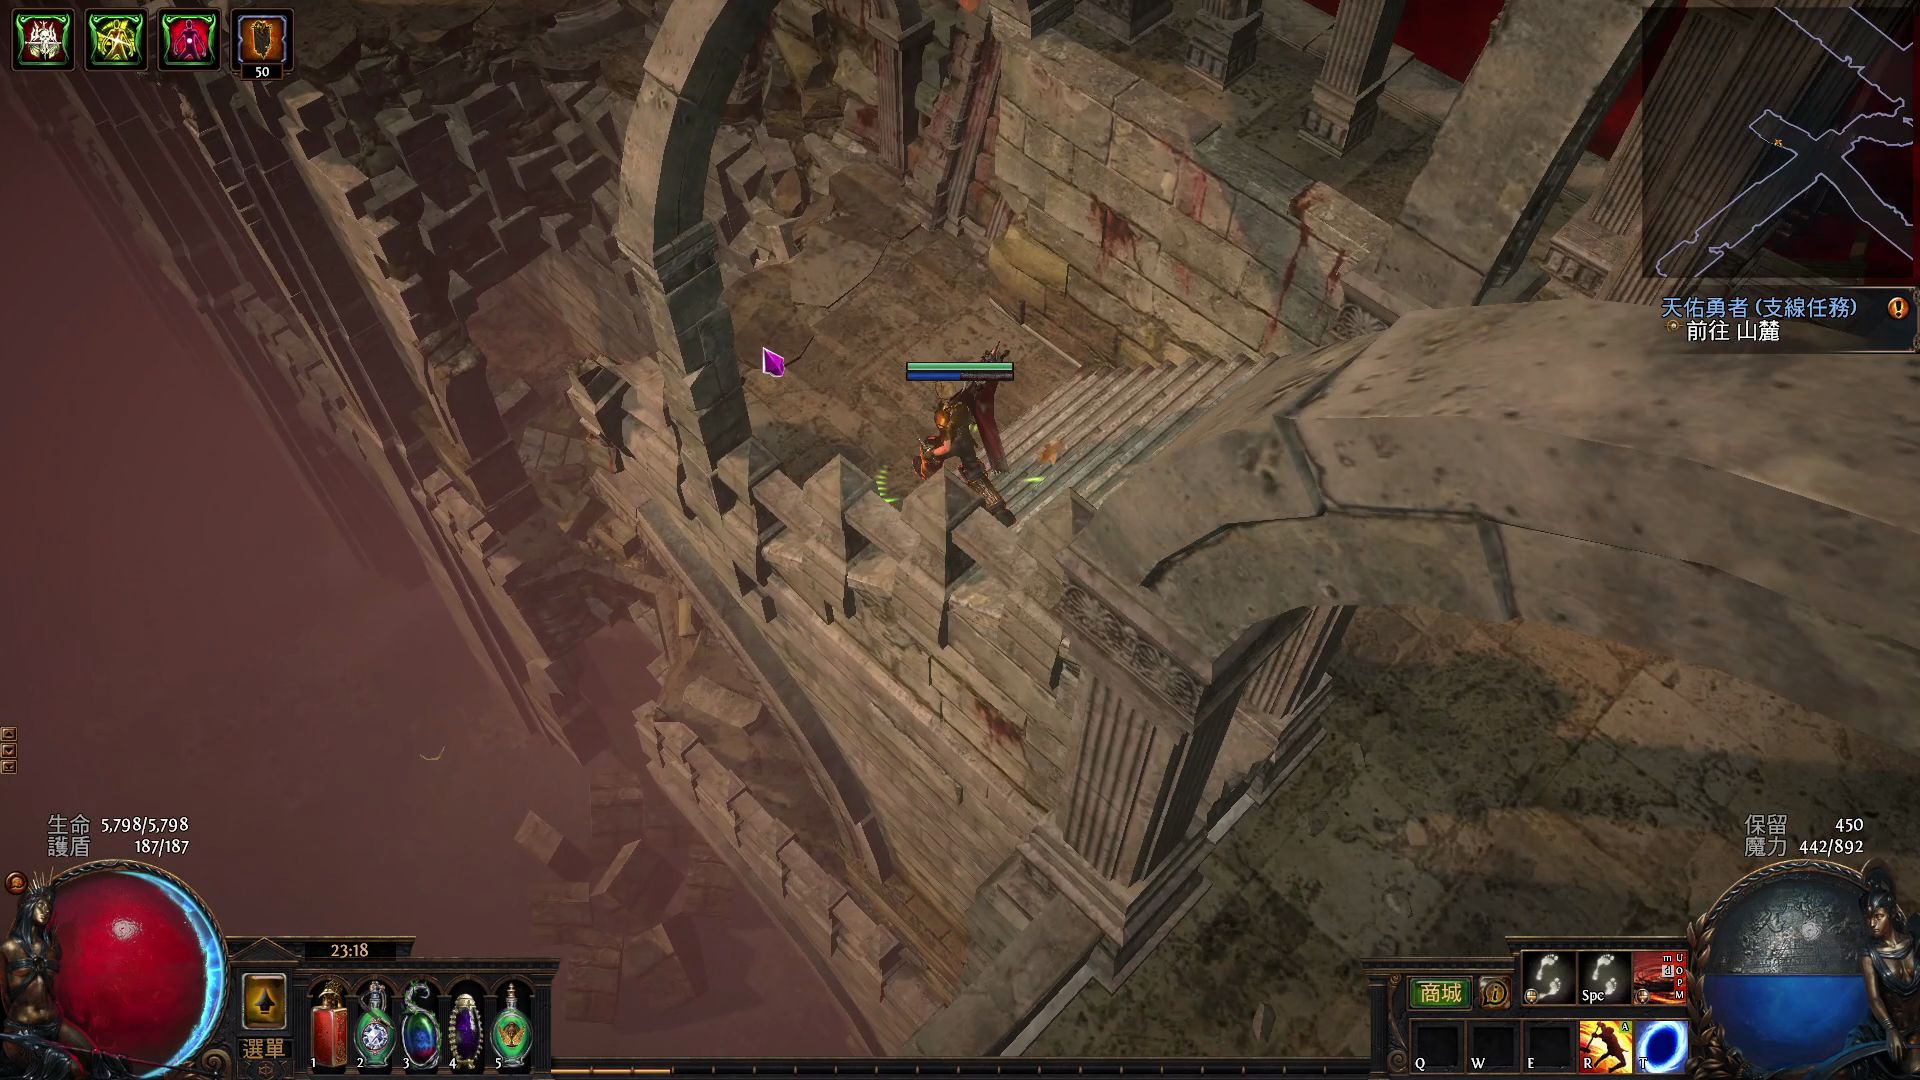 50
天佑勇者 (支線任務)
前往 山麓
生命 5,798/5,798
護盾 187/187
保留 450
魔力 442/892
23:18
選單
1
2
3
4
5
商城
Spc
m U
d O
P
M
Q
W
E
R
A
T